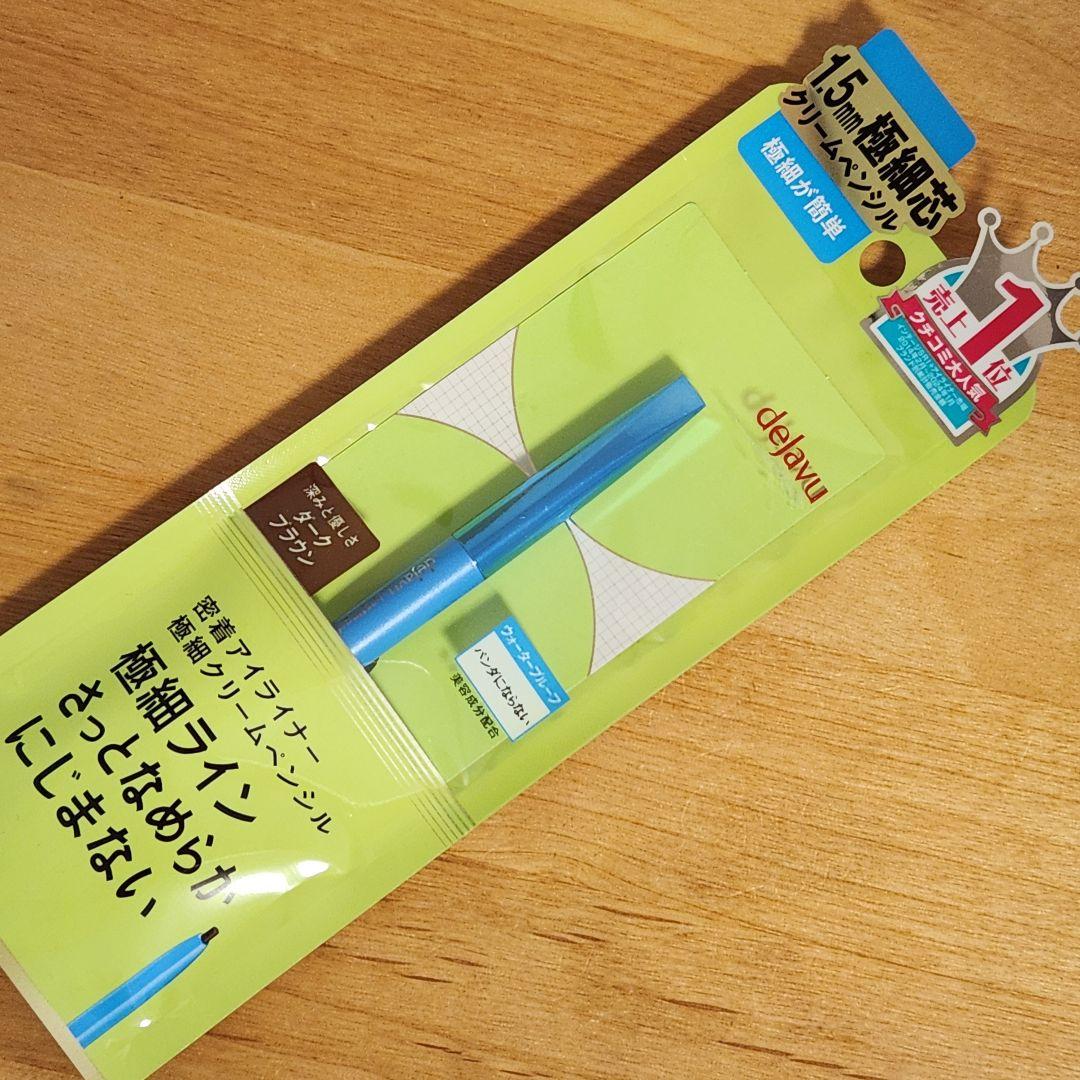 1.5mm極細芯
クリームペンシル
極細が簡単
売上
1位
クチコミ大人気
dejavu
深みと優しさ
ダーク
ブラウン
ウォータープルーフ
パンダにならない
美容成分配合
密着アイライナー
極細クリームペンシル
極細ライン
さっとなめらか
にじまない